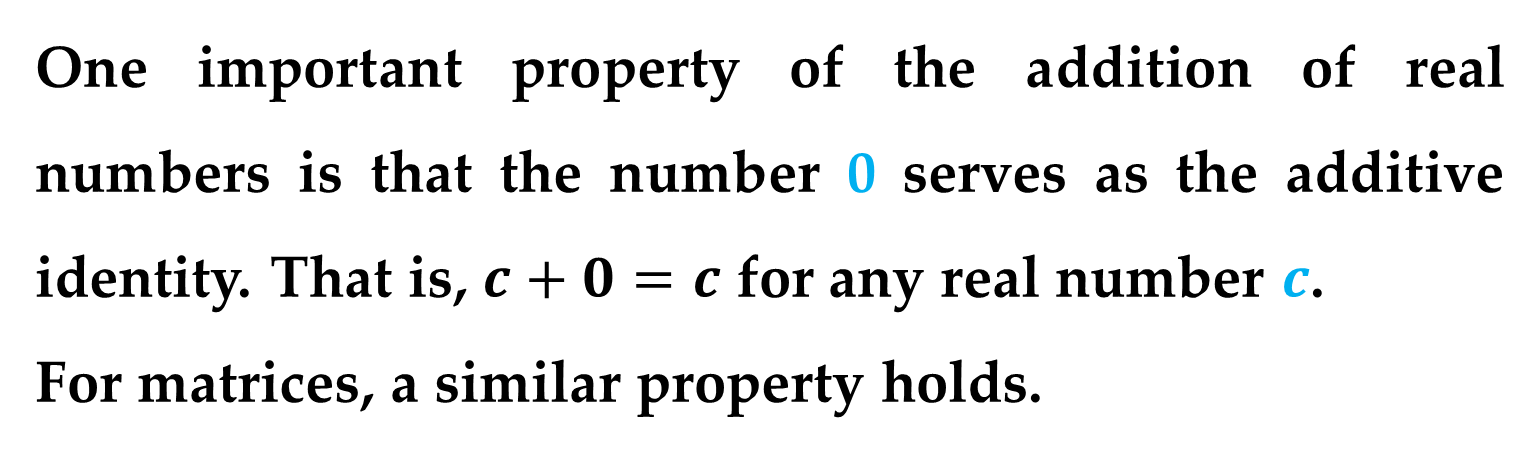 One important property of the addition of real
numbers is that the number 0 serves as the additive
identity. That is, c + 0 = c for any real number c.
For matrices, a similar property holds.